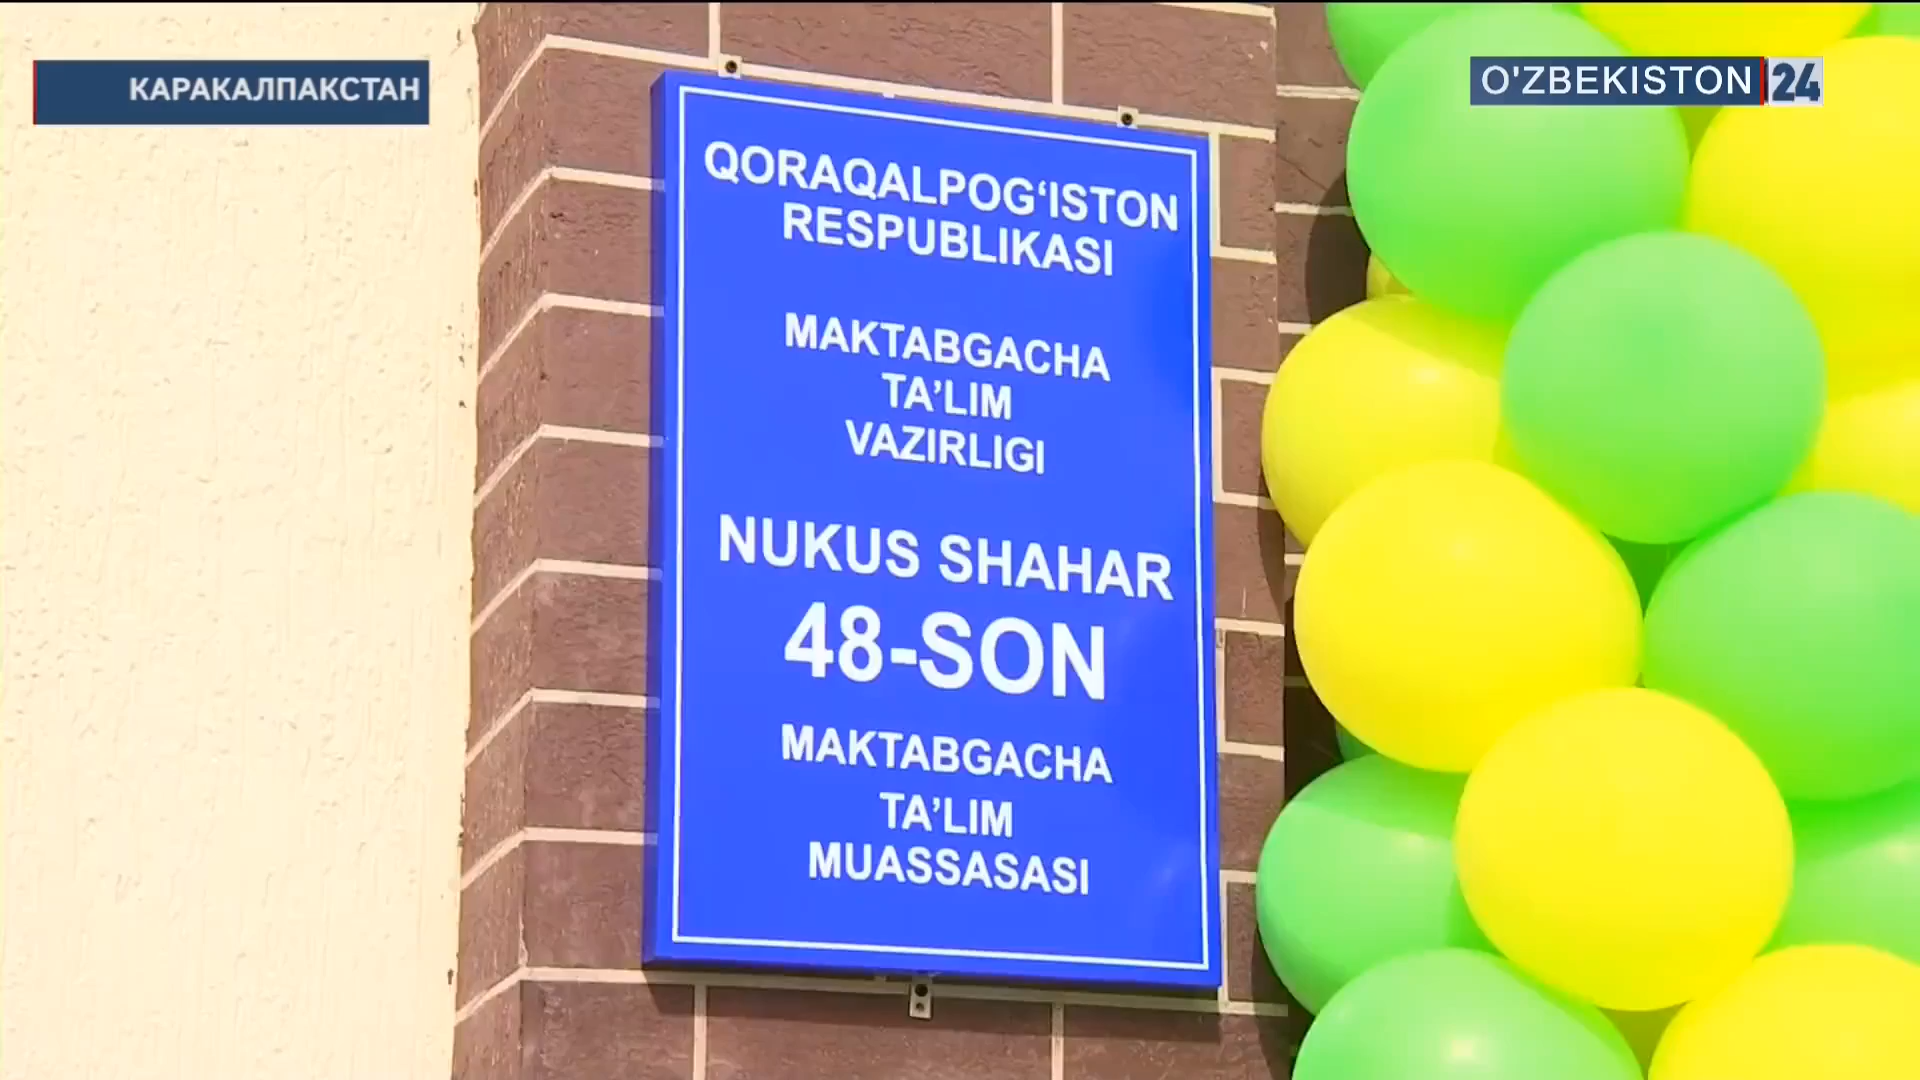 КАРАКАЛПАКСТАН
O'ZBEKISTON 24
QORAQALPOG‘ISTON
RESPUBLIKASI
MAKTABGACHA
TA’LIM
VAZIRLIGI
NUKUS SHAHAR
48-SON
MAKTABGACHA
TA’LIM
MUASSASASI